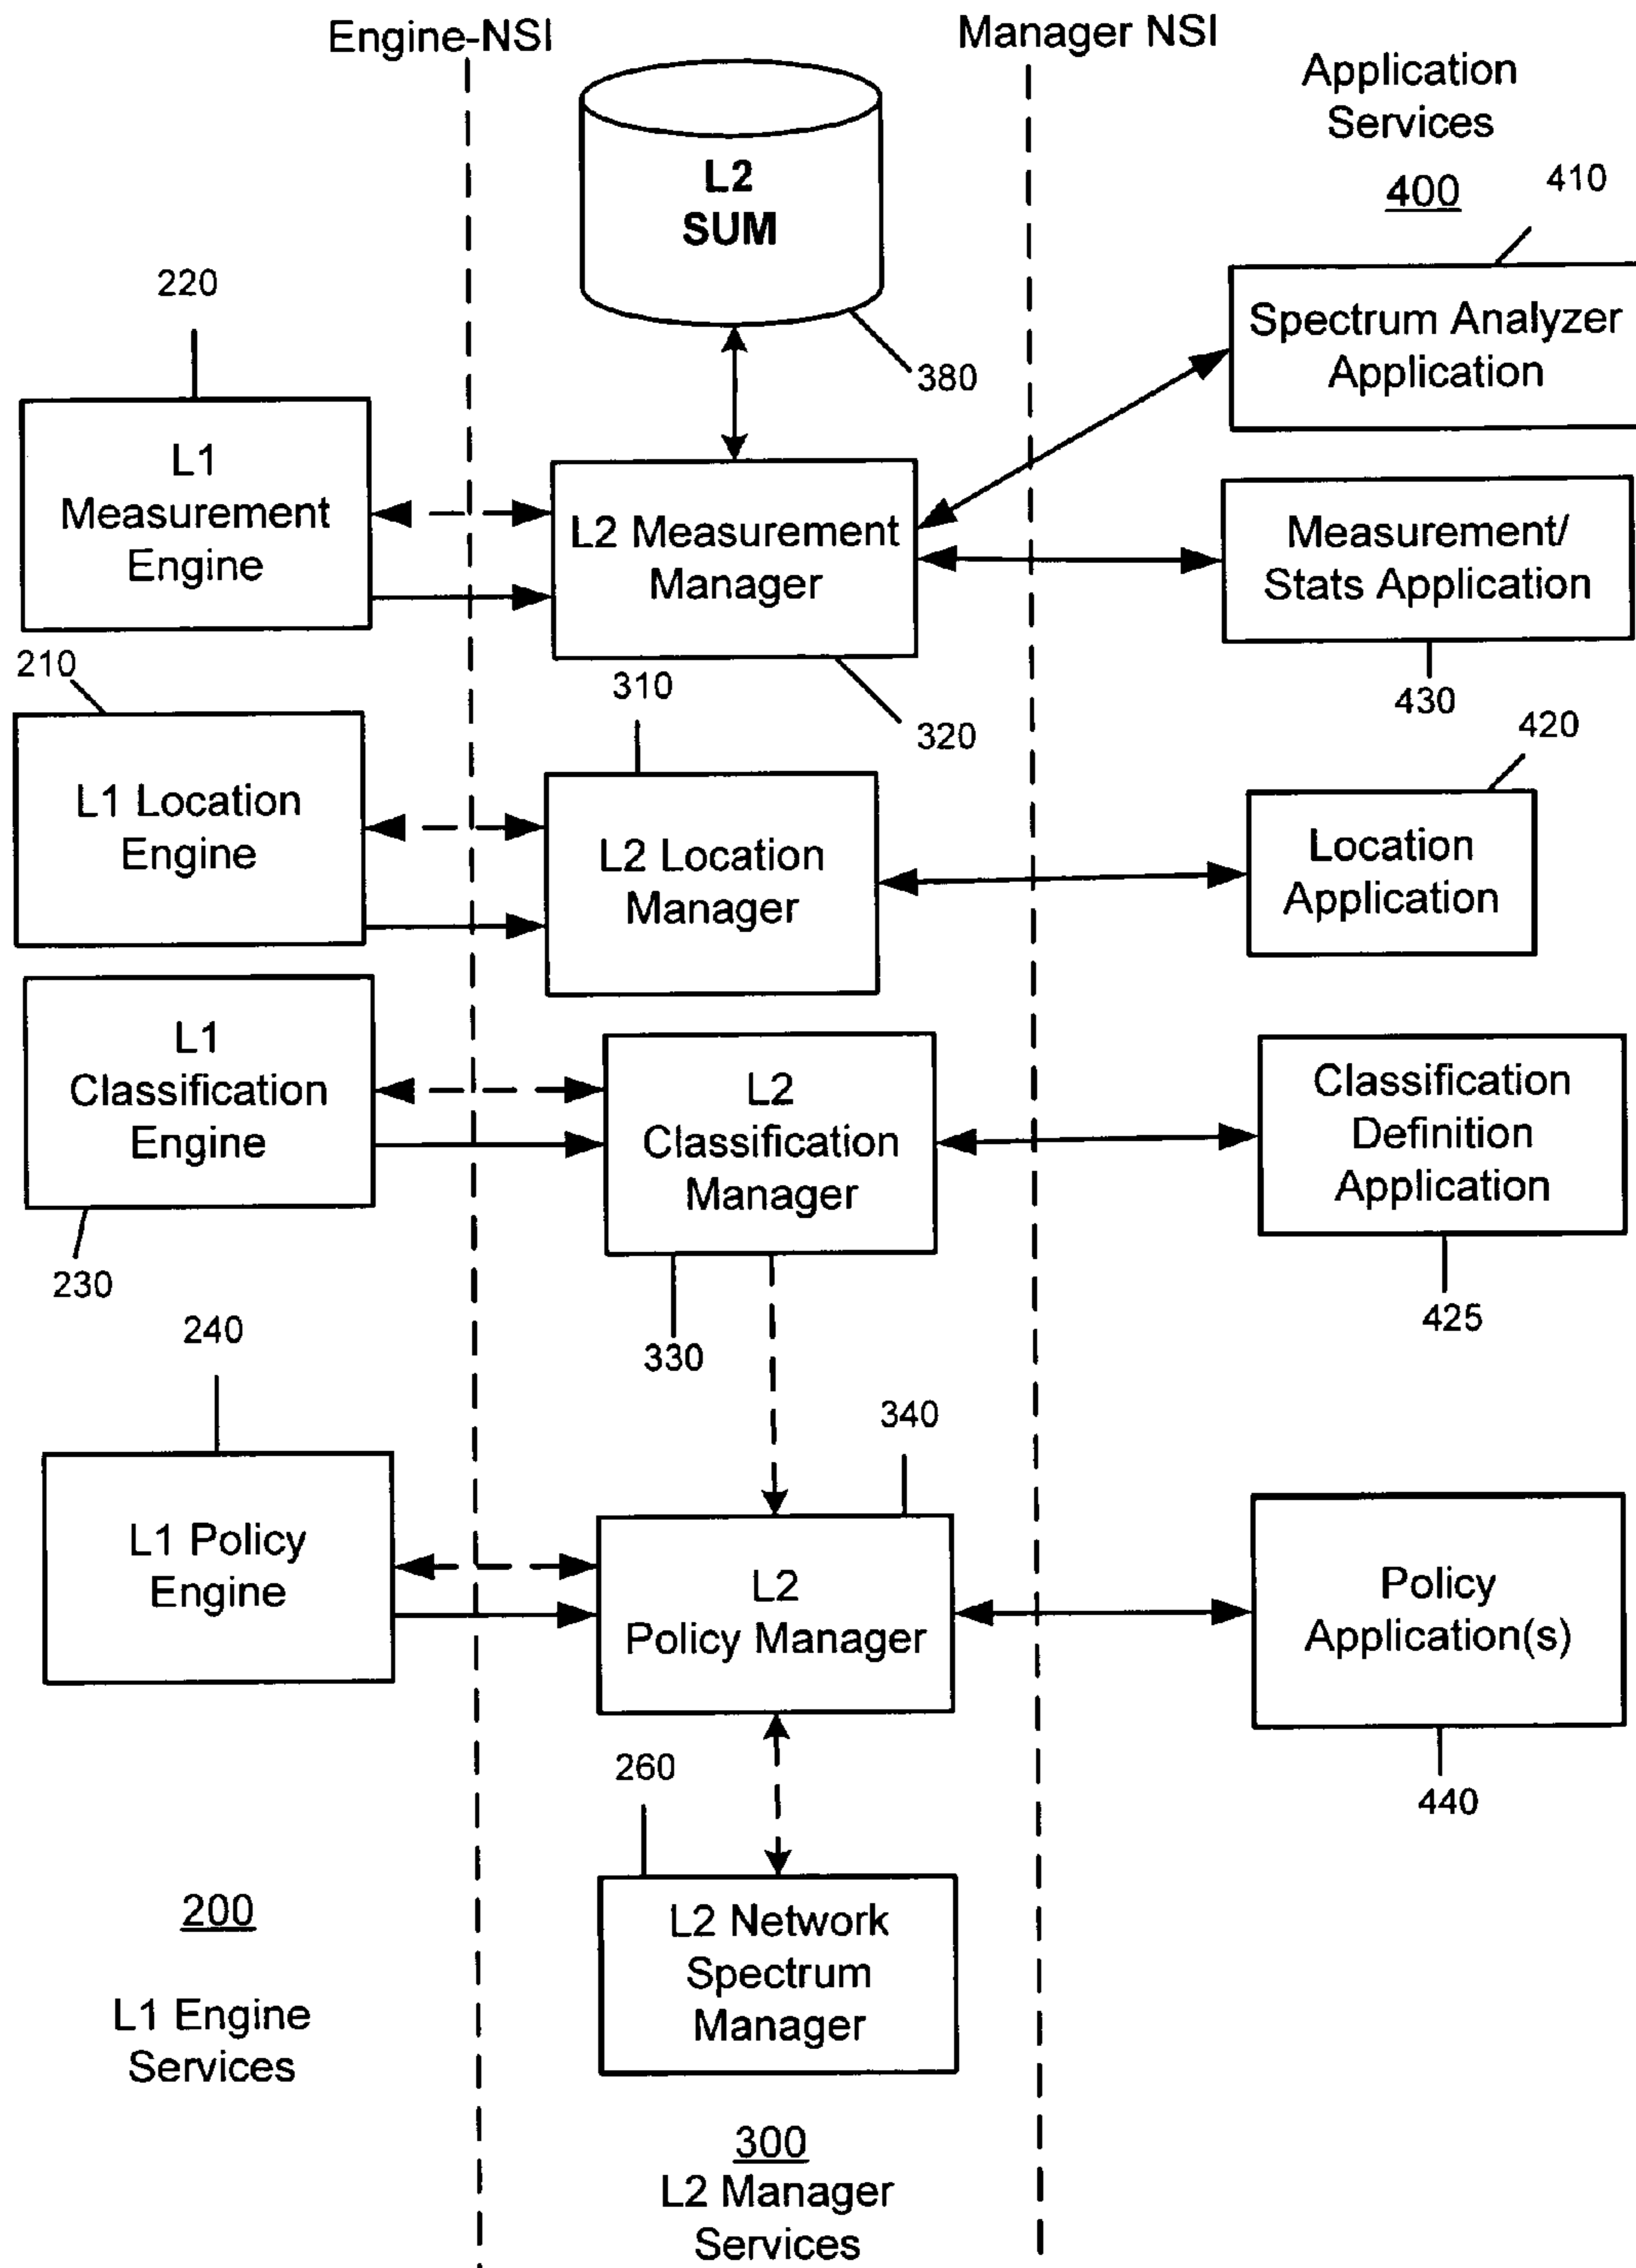 Engine-NSI
Manager NSI
Application
Services
400
410
L2
SUM
380
Spectrum Analyzer
Application
220
L1
Measurement
Engine
L2 Measurement
Manager
320
Measurement/
Stats Application
430
210
L1 Location
Engine
310
L2 Location
Manager
420
Location
Application
L1
Classification
Engine
230
L2
Classification
Manager
330
Classification
Definition
Application
425
240
L1 Policy
Engine
340
L2
Policy Manager
Policy
Application(s)
440
260
L2 Network
Spectrum
Manager
200
L1 Engine
Services
300
L2 Manager
Services